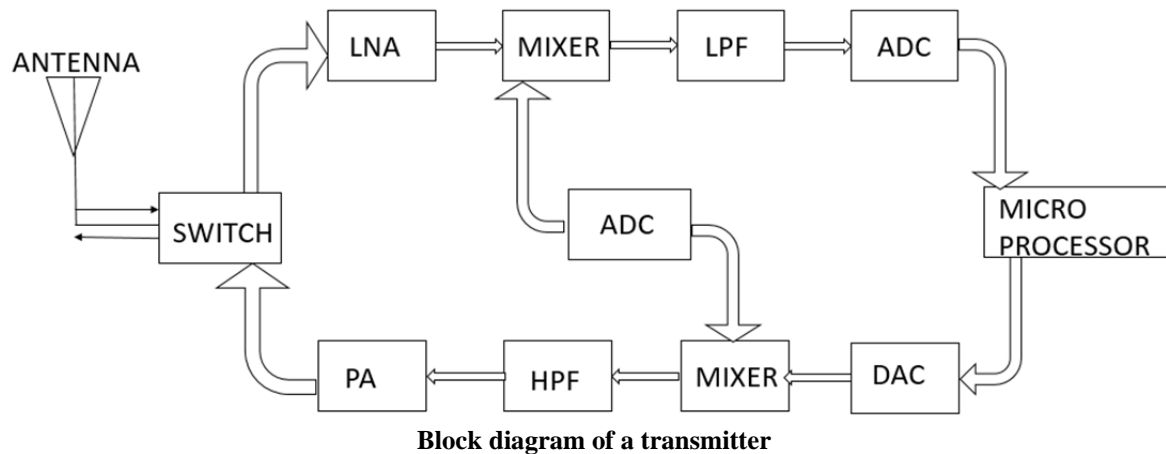 ANTENNA
LNA
MIXER
LPF
ADC
SWITCH
ADC
MICRO
PROCESSOR
PA
HPF
MIXER
DAC
Block diagram of a transmitter